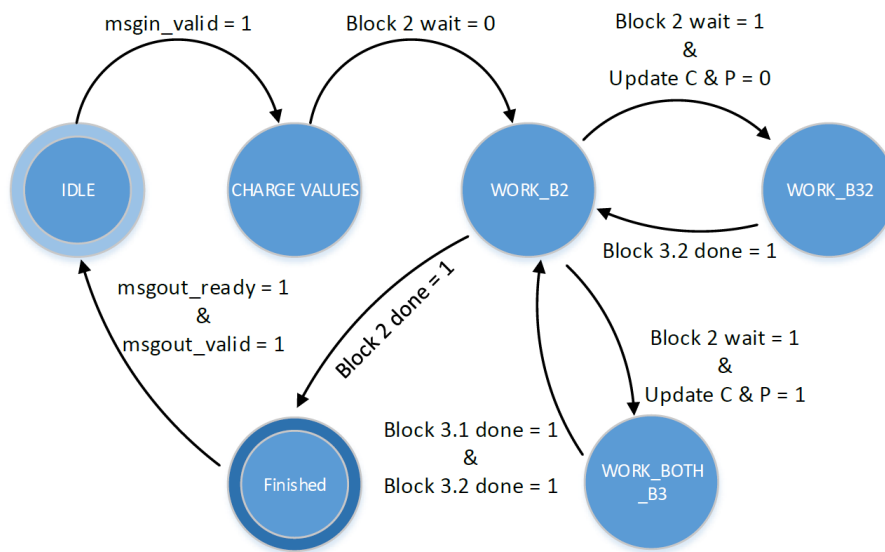 msgin_valid = 1
Block 2 wait = 0
Block 2 wait = 1
&
Update C & P = 0
IDLE
CHARGE VALUES
WORK_B2
WORK_B32
Block 3.2 done = 1
msgout_ready = 1
&
msgout_valid = 1
Block 2 done = 1
Block 2 wait = 1
&
Update C & P = 1
Block 3.1 done = 1
&
Block 3.2 done = 1
Finished
WORK_BOTH
_B3